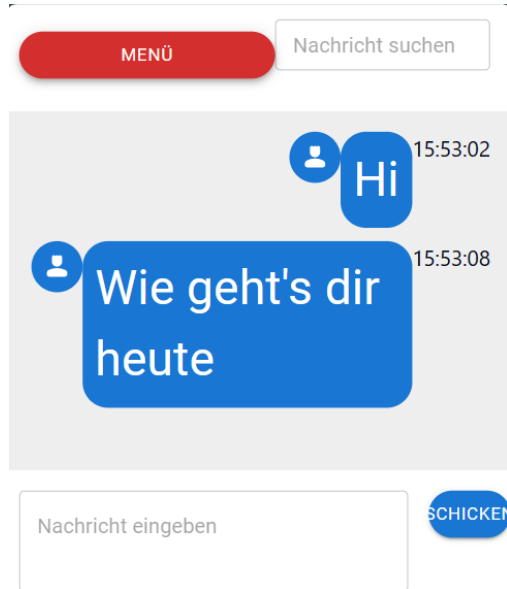 MENÜ
Nachricht suchen
Hi
15:53:02
Wie geht's dir
heute
15:53:08
Nachricht eingeben
SCHICKEN